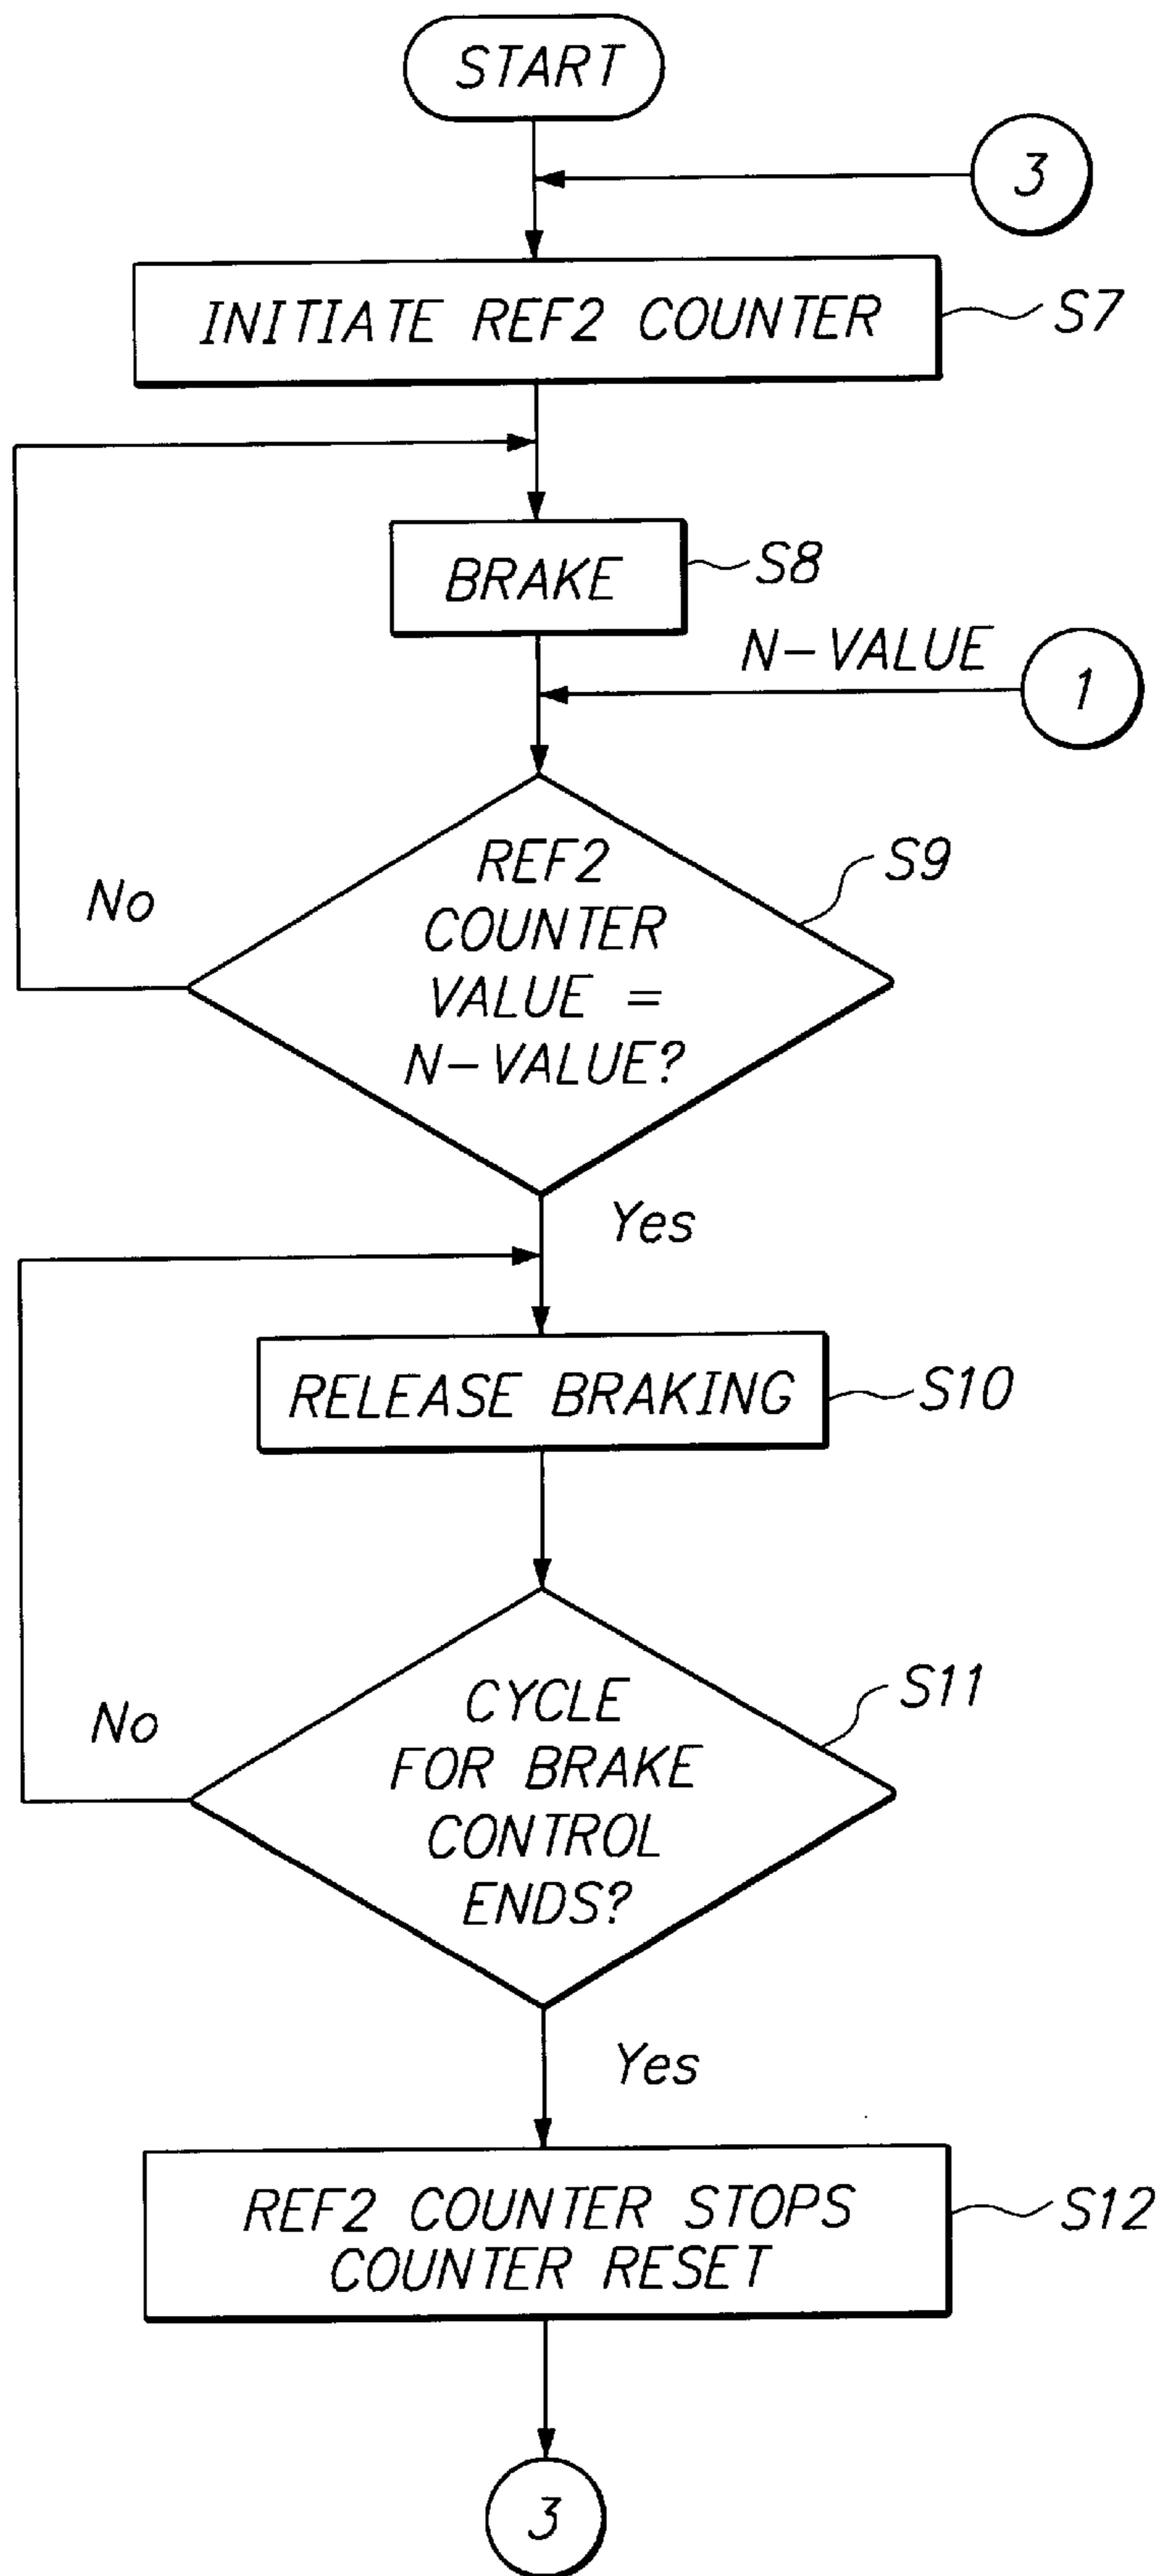 START
3
INITIATE REF2 COUNTER
S7
BRAKE
S8
N-VALUE
1
REF2
COUNTER
VALUE =
N-VALUE?
S9
No
Yes
RELEASE BRAKING
S10
CYCLE
FOR BRAKE
CONTROL
ENDS?
S11
No
Yes
REF2 COUNTER STOPS
COUNTER RESET
S12
3